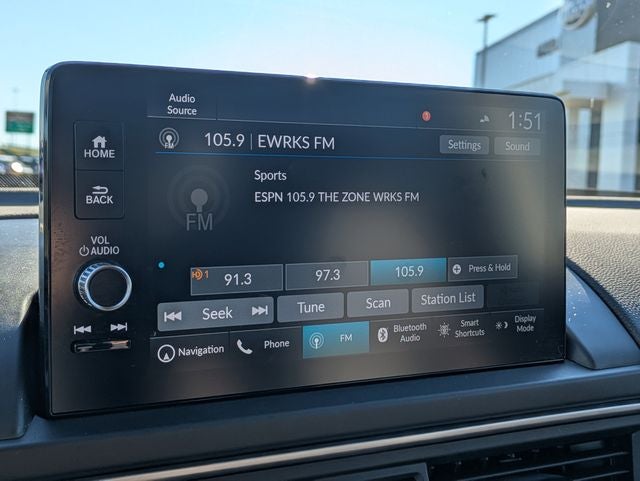 Audio
Source
1
1:51
105.9 | EWRKS FM
Settings
Sound
HOME
BACK
VOL
AUDIO
FM
Sports
ESPN 105.9 THE ZONE WRKS FM
HD 1
91.3
97.3
105.9
Press & Hold
Seek
Tune
Scan
Station List
Navigation
Phone
FM
Bluetooth
Audio
Smart
Shortcuts
Display
Mode